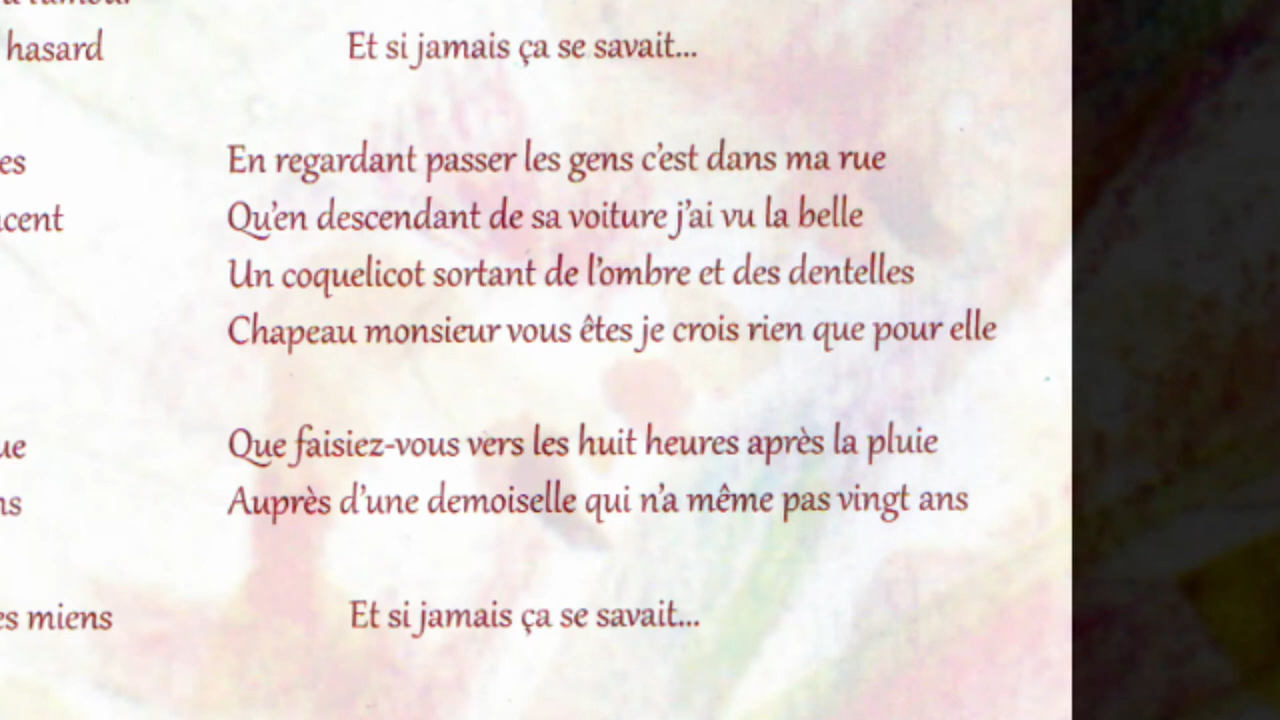 hasard
es
cent
ue
ns
es miens
Et si jamais ça se savait...
En regardant passer les gens c'est dans ma rue
Qu'en descendant de sa voiture j'ai vu la belle
Un coquelicot sortant de l'ombre et des dentelles
Chapeau monsieur vous êtes je crois rien que pour elle
Que faisiez-vous vers les huit heures après la pluie
Auprès d'une demoiselle qui n'a même pas vingt ans
Et si jamais ça se savait...